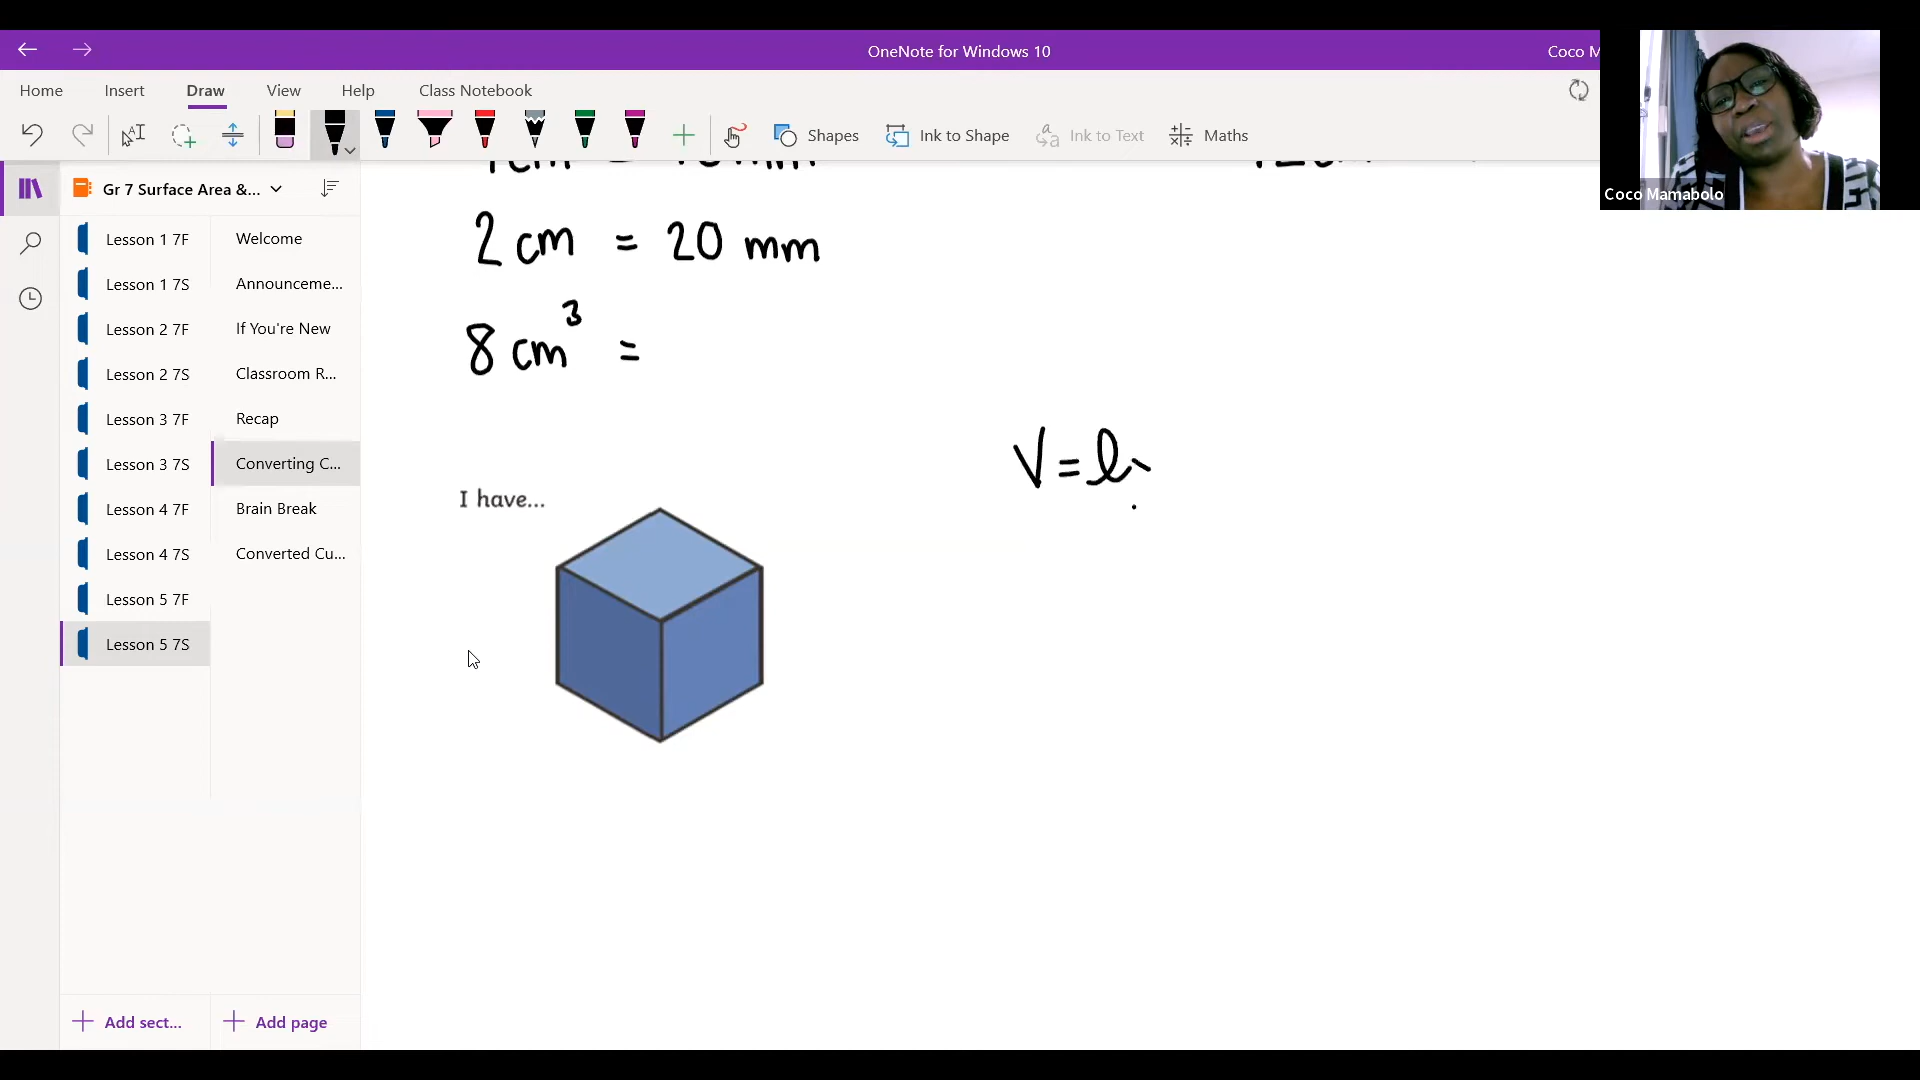 OneNote for Windows 10
Coco M
Home Insert Draw View Help Class Notebook
Shapes Ink to Shape Ink to Text Maths
Coco Mamabolo
Gr 7 Surface Area &...
Lesson 1 7F
Lesson 1 7S
Lesson 2 7F
Lesson 2 7S
Lesson 3 7F
Lesson 3 7S
Lesson 4 7F
Lesson 4 7S
Lesson 5 7F
Lesson 5 7S
Welcome
Announceme...
If You're New
Classroom R...
Recap
Converting C...
Brain Break
Converted Cu...
2 cm = 20 mm
8 cm³ =
V = l
I have...
Add sect...
Add page